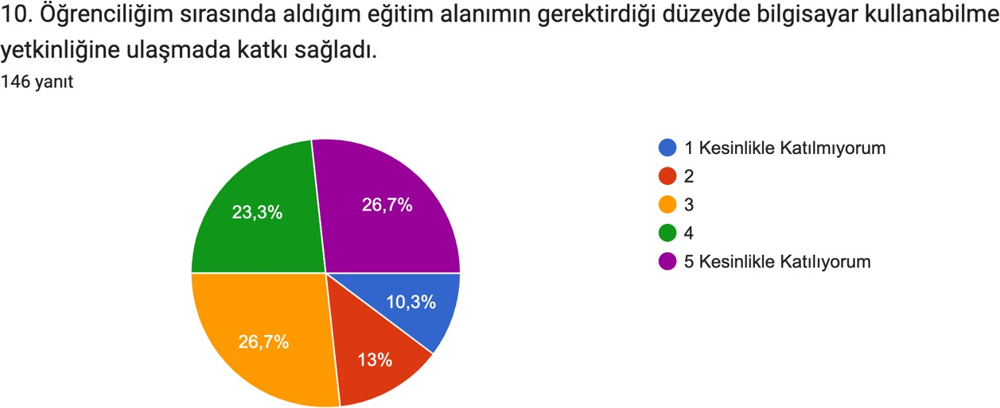 10. Öğrenciliğim sırasında aldığım eğitim alanımın gerektirdiği düzeyde bilgisayar kullanabilme
yetkinliğine ulaşmada katkı sağladı.
146 yanıt
1 Kesinlikle Katılmıyorum
2
3
4
5 Kesinlikle Katılıyorum
23,3%
26,7%
10,3%
26,7%
13%